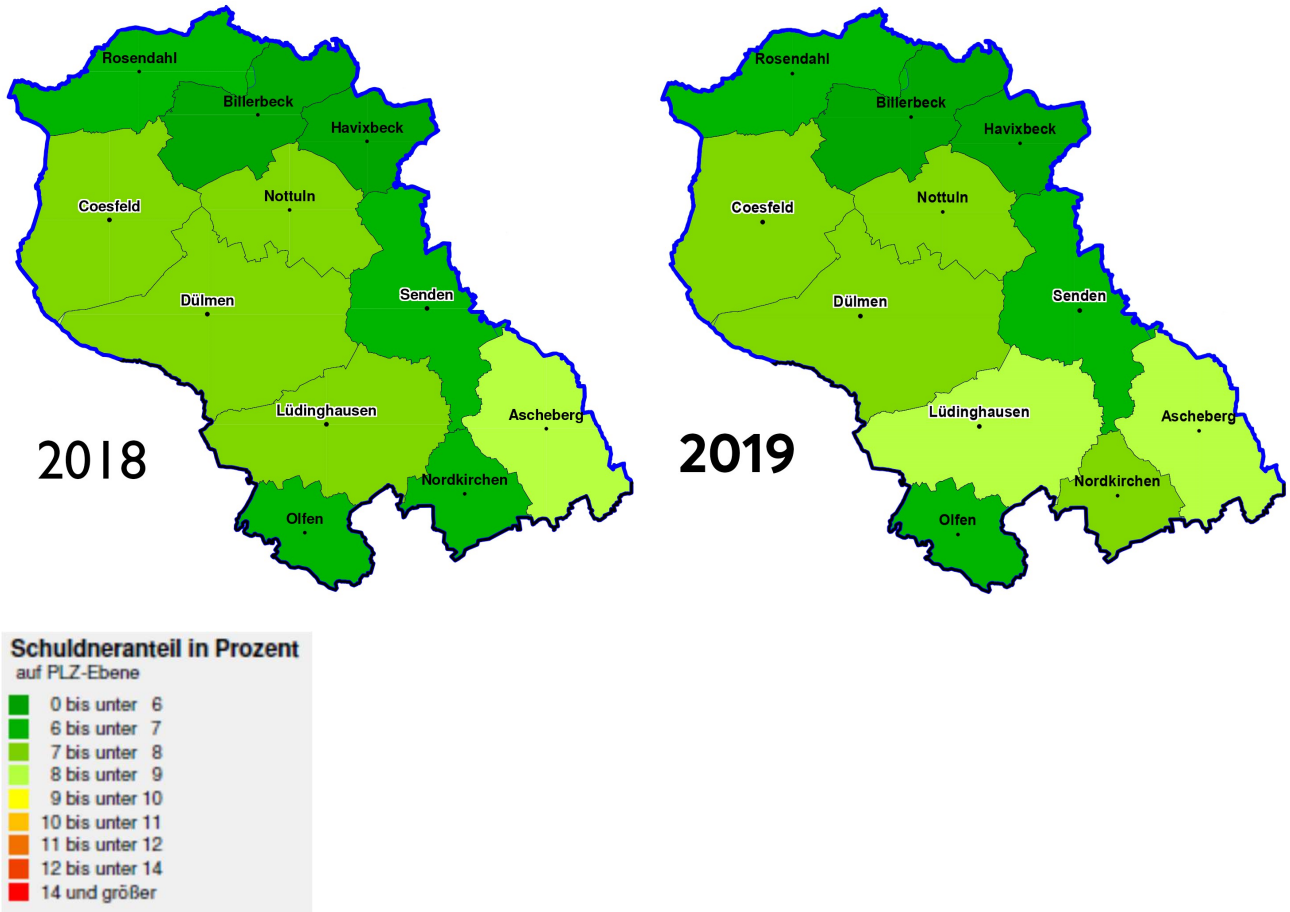 Rosendahl
Billerbeck
Havixbeck
Coesfeld
Nottuln
Dülmen
Senden
Lüdinghausen
Ascheberg
2018
Nordkirchen
Olfen
Rosendahl
Billerbeck
Havixbeck
Coesfeld
Nottuln
Dülmen
Senden
Lüdinghausen
Ascheberg
2019
Nordkirchen
Olfen
Schuldneranteil in Prozent
auf PLZ-Ebene
0 bis unter 6
6 bis unter 7
7 bis unter 8
8 bis unter 9
9 bis unter 10
10 bis unter 11
11 bis unter 12
12 bis unter 14
14 und größer